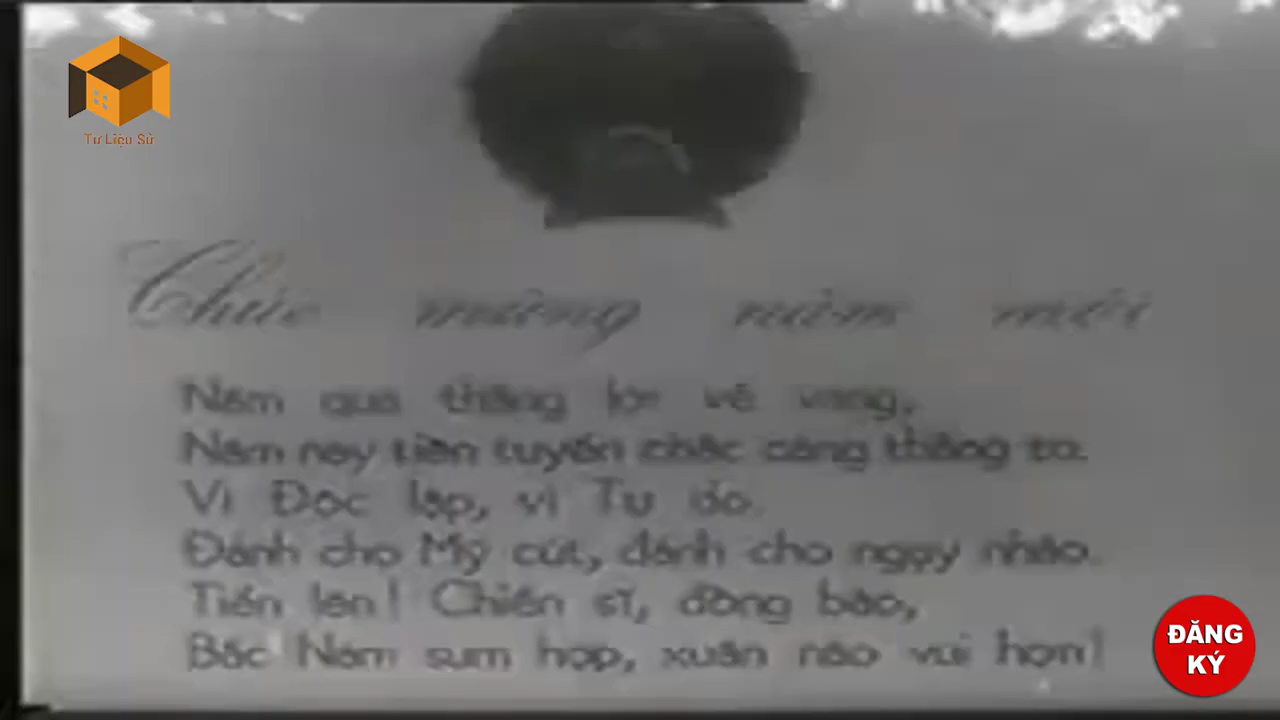 Tư Liệu Sử
Chúc mừng năm mới
Năm qua thắng lợi vẻ vang,
Năm nay tiền tuyến chắc càng thắng to.
Vì Độc lập, vì Tự do.
Đánh cho Mỹ cút, đánh cho ngụy nhào.
Tiến lên! Chiến sĩ, đồng bào,
Bắc Nam sum họp, xuân nào vui hơn!
ĐĂNG
KÝ